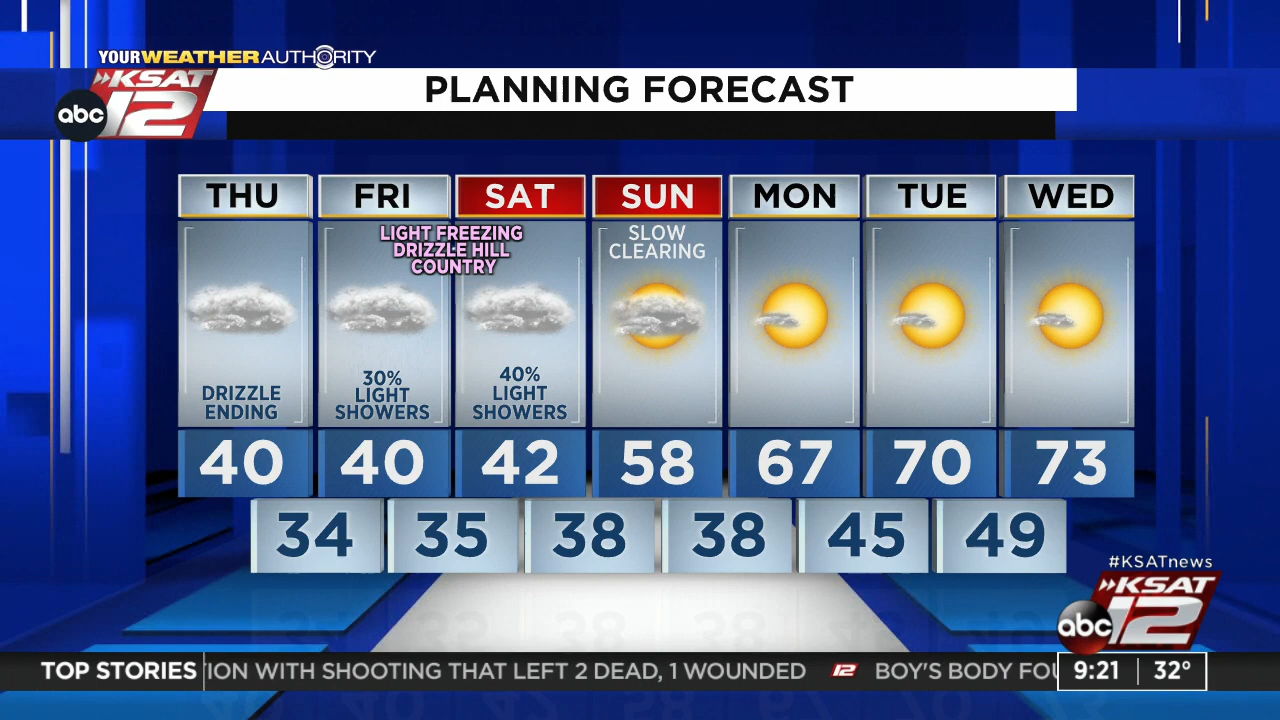 YOURWEATHERAUTHORITY
KSAT
abc 12
PLANNING FORECAST
THU FRI SAT SUN MON TUE WED
LIGHT FREEZING
DRIZZLE HILL
COUNTRY
SLOW
CLEARING
DRIZZLE
ENDING
30%
LIGHT
SHOWERS
40%
LIGHT
SHOWERS
40 40 42 58 67 70 73
34 35 38 38 45 49
#KSATnews
KSAT
abc 12
TOP STORIES TION WITH SHOOTING THAT LEFT 2 DEAD, 1 WOUNDED 12 BOY'S BODY FOU 9:21 32°